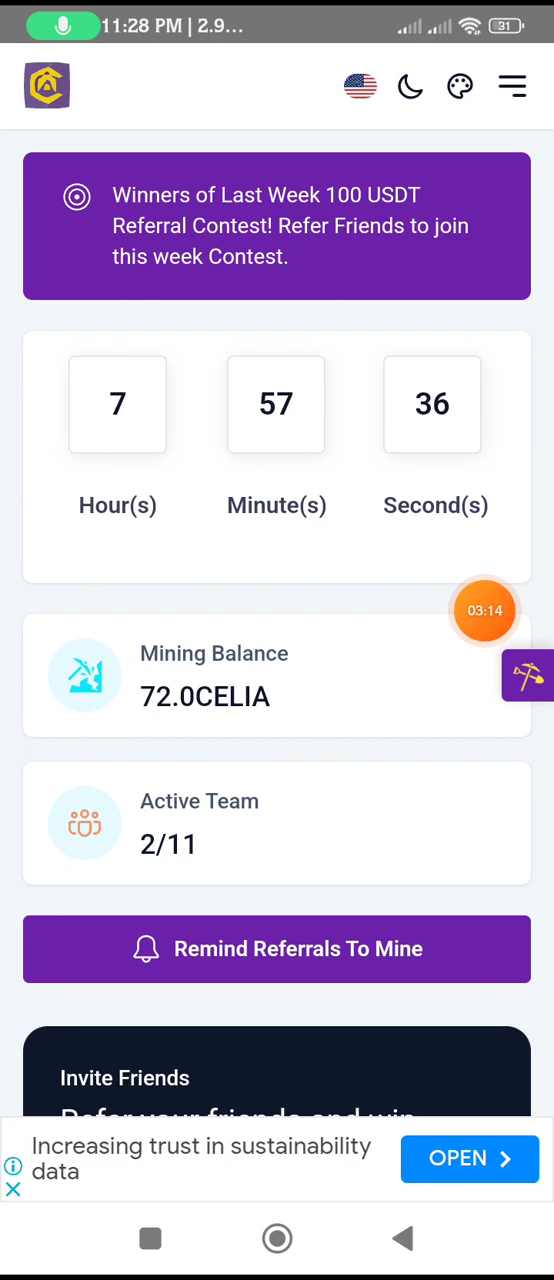 11:28 PM | 2.9...
31
Winners of Last Week 100 USDT
Referral Contest! Refer Friends to join
this week Contest.
7
57
36
Hour(s)
Minute(s)
Second(s)
03:14
Mining Balance
72.0CELIA
Active Team
2/11
Remind Referrals To Mine
Invite Friends
Refer your friends and win
Increasing trust in sustainability
data
OPEN